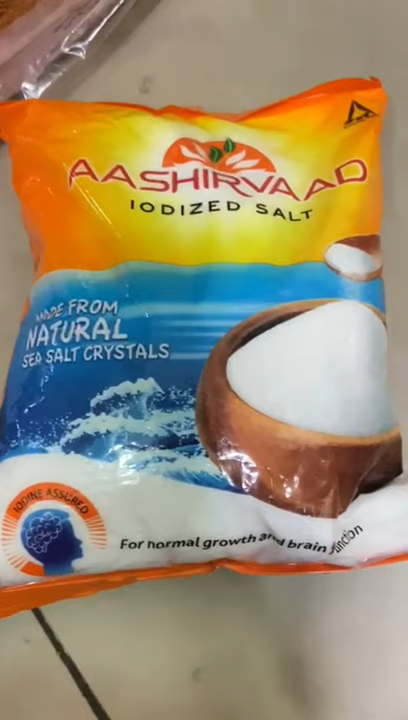 AASHIRVAAD
IODIZED SALT
MADE FROM
NATURAL
SEA SALT CRYSTALS
IODINE ASSURED
For normal growth and brain function